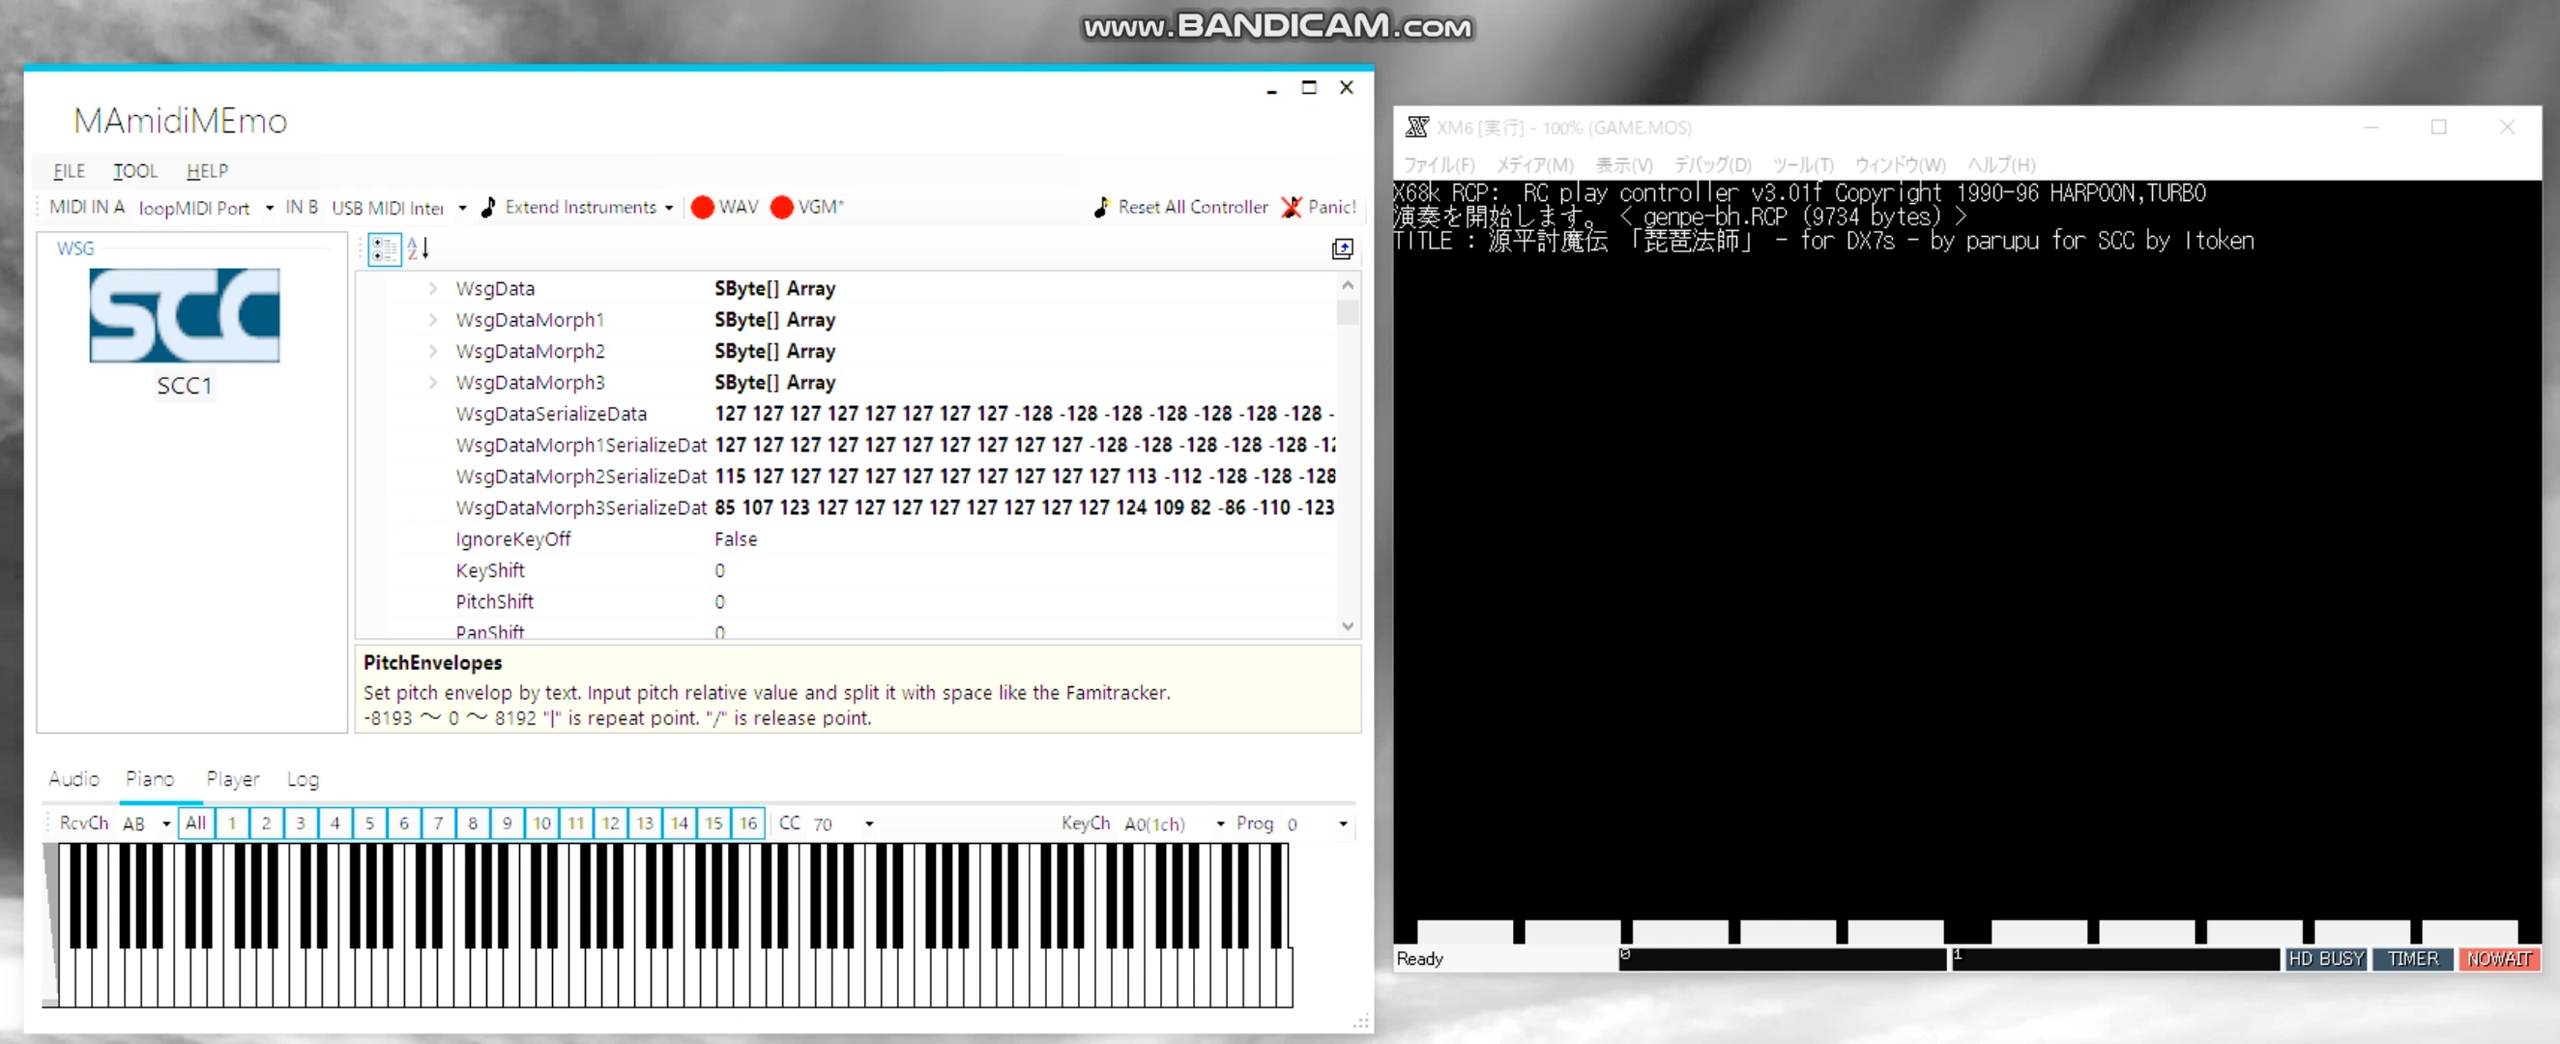 www.BANDICAM.com
MAmidiMEmo
FILE TOOL HELP
MIDI IN A loopMIDI Port IN B USB MIDI Inter Extend Instruments WAV VGM* Reset All Controller Panic!
WSG
SCC
SCC1
WsgData SByte[] Array
WsgDataMorph1 SByte[] Array
WsgDataMorph2 SByte[] Array
WsgDataMorph3 SByte[] Array
WsgDataSerializeData 127 127 127 127 127 127 127 127 -128 -128 -128 -128 -128 -128 -128 -
WsgDataMorph1SerializeDat 127 127 127 127 127 127 127 127 127 127 -128 -128 -128 -128 -128 -12
WsgDataMorph2SerializeDat 115 127 127 127 127 127 127 127 127 127 127 113 -112 -128 -128 -128
WsgDataMorph3SerializeDat 85 107 123 127 127 127 127 127 127 127 127 124 109 82 -86 -110 -123
IgnoreKeyOff False
KeyShift 0
PitchShift 0
PanShift 0
PitchEnvelopes
Set pitch envelop by text. Input pitch relative value and split it with space like the Famitracker.
-8193 ～ 0 ～ 8192 "|" is repeat point. "/" is release point.
Audio Piano Player Log
RcvCh AB All 1 2 3 4 5 6 7 8 9 10 11 12 13 14 15 16 CC 70 KeyCh A0(1ch) Prog 0
XM6 [実行] - 100% (GAME.MOS)
ファイル(F) メディア(M) 表示(V) デバッグ(D) ツール(T) ウィンドウ(W) ヘルプ(H)
X68k RCP: RC play controller v3.01f Copyright 1990-96 HARPOON,TURBO
演奏を開始します。 < genpe-bh.RCP (9734 bytes) >
TITLE : 源平討魔伝 「琵琶法師」 - for DX7s - by parupu for SCC by Itoken
Ready 0 1 HD BUSY TIMER NOWAIT